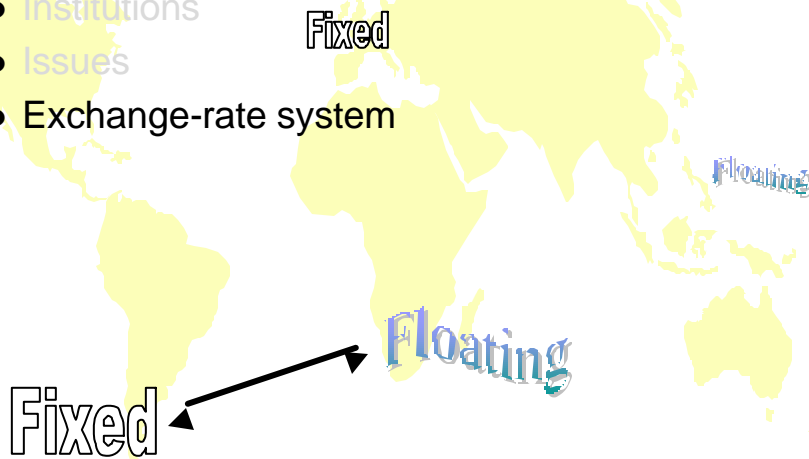 • Institutions
Fixed
• Issues
• Exchange-rate system
Floating
Floating
Fixed